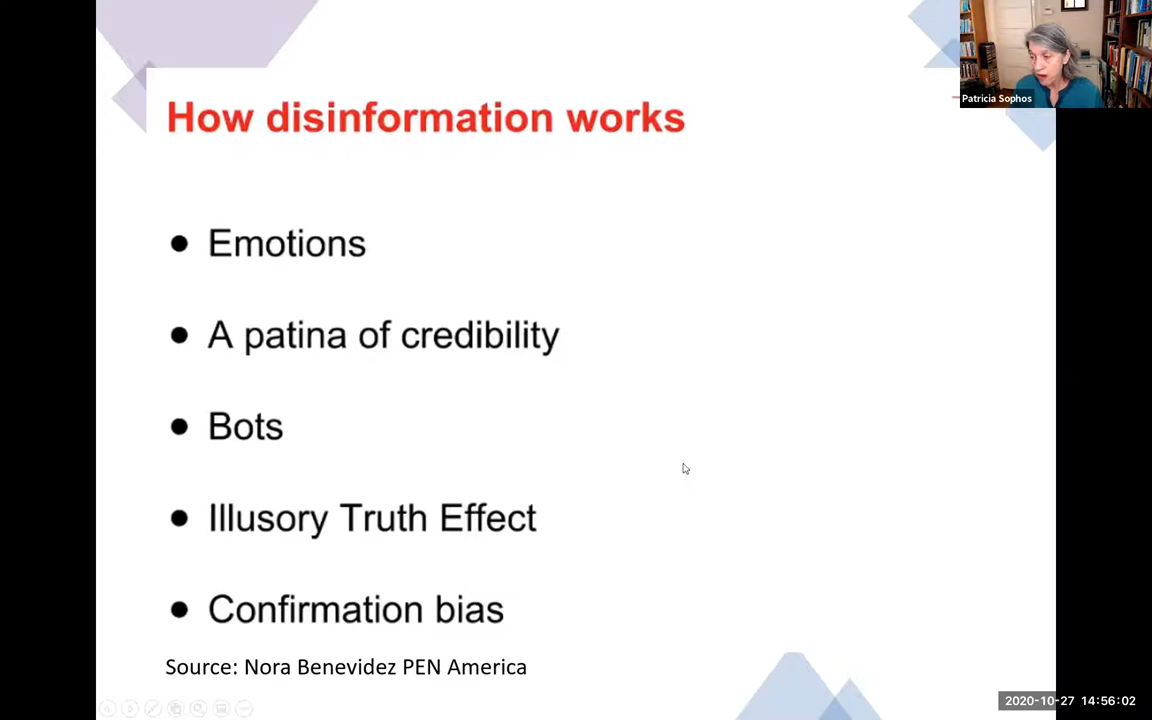 Patricia Sophos
How disinformation works
● Emotions
● A patina of credibility
● Bots
● Illusory Truth Effect
● Confirmation bias
Source: Nora Benevidez PEN America
2020-10-27 14:56:02